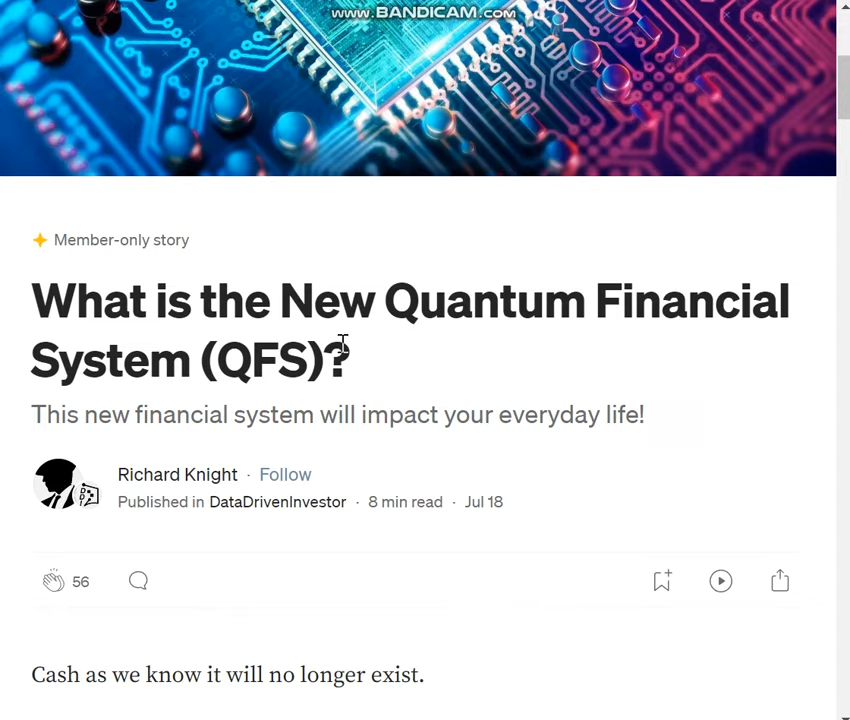 www.BANDICAM.com
Member-only story
What is the New Quantum Financial
System (QFS)?
This new financial system will impact your everyday life!
Richard Knight · Follow
Published in DataDrivenInvestor · 8 min read · Jul 18
56
Cash as we know it will no longer exist.